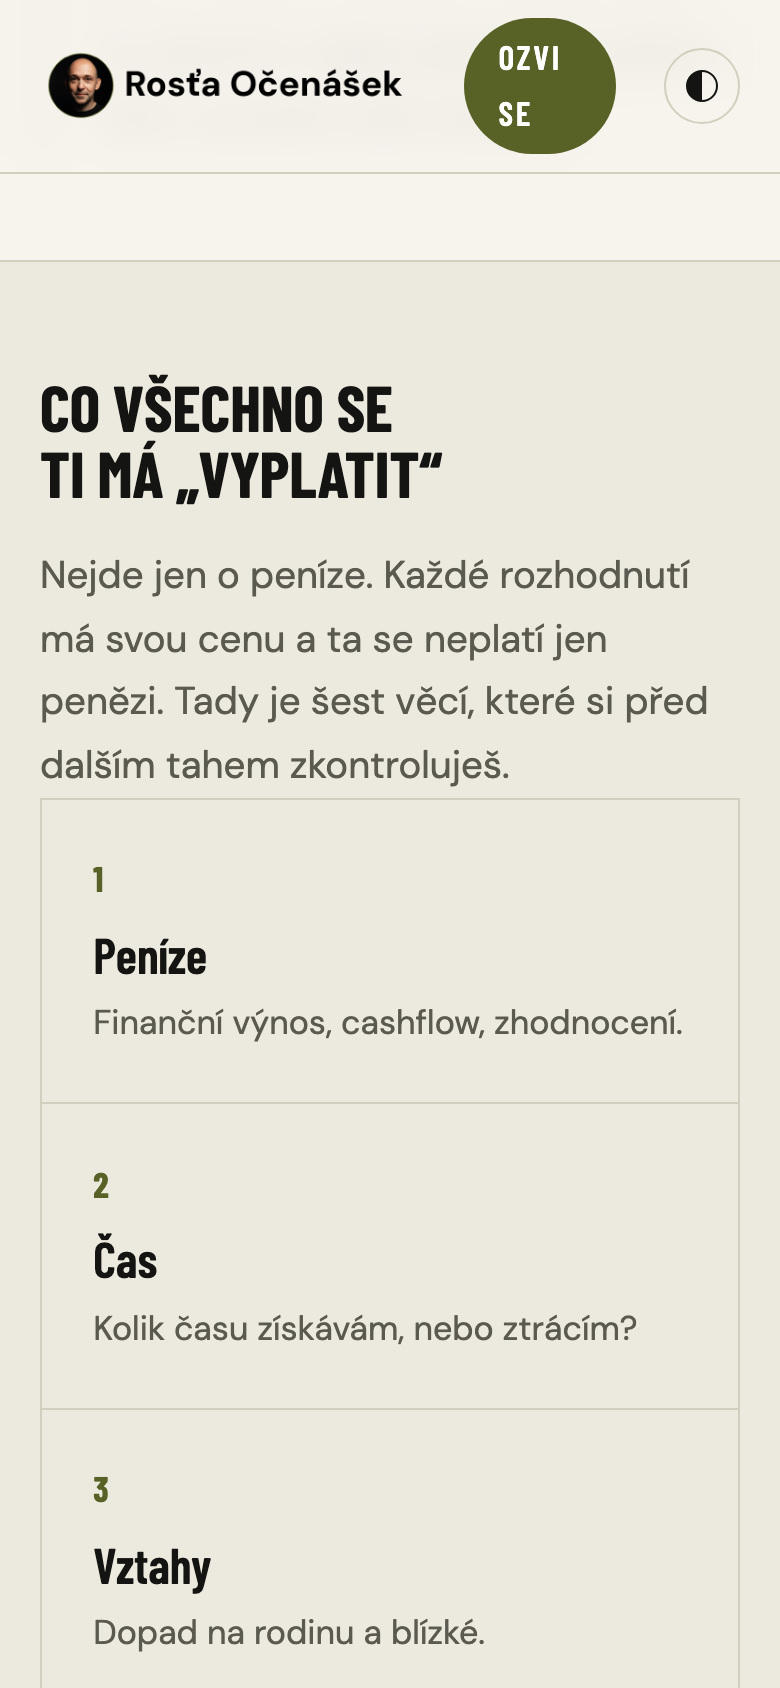 Rosťa Očenášek
OZVI
SE
CO VŠECHNO SE
TI MÁ „VYPLATIT“
Nejde jen o peníze. Každé rozhodnutí
má svou cenu a ta se neplatí jen
penězi. Tady je šest věcí, které si před
dalším tahem zkontroluješ.
1
Peníze
Finanční výnos, cashflow, zhodnocení.
2
Čas
Kolik času získávám, nebo ztrácím?
3
Vztahy
Dopad na rodinu a blízké.